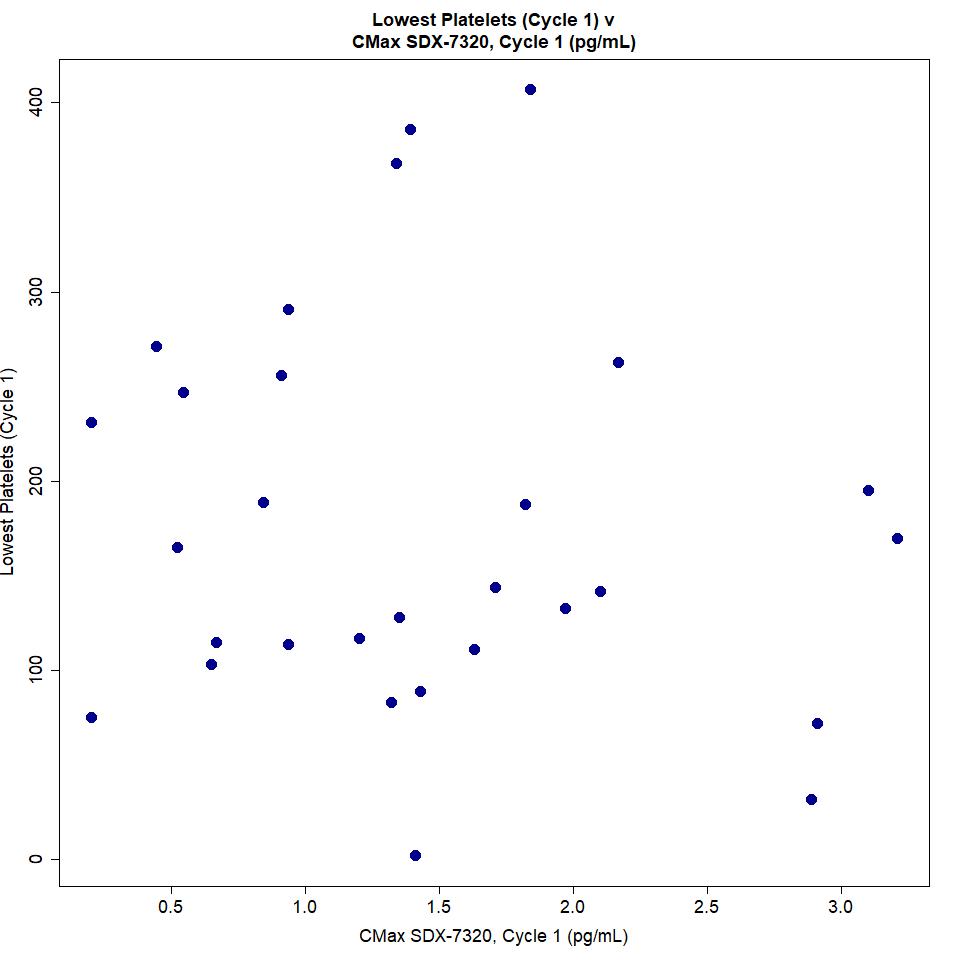 Lowest Platelets (Cycle 1) v
CMax SDX-7320, Cycle 1 (pg/mL)
Lowest Platelets (Cycle 1)
400
300
200
100
0
0.5 1.0 1.5 2.0 2.5 3.0
CMax SDX-7320, Cycle 1 (pg/mL)